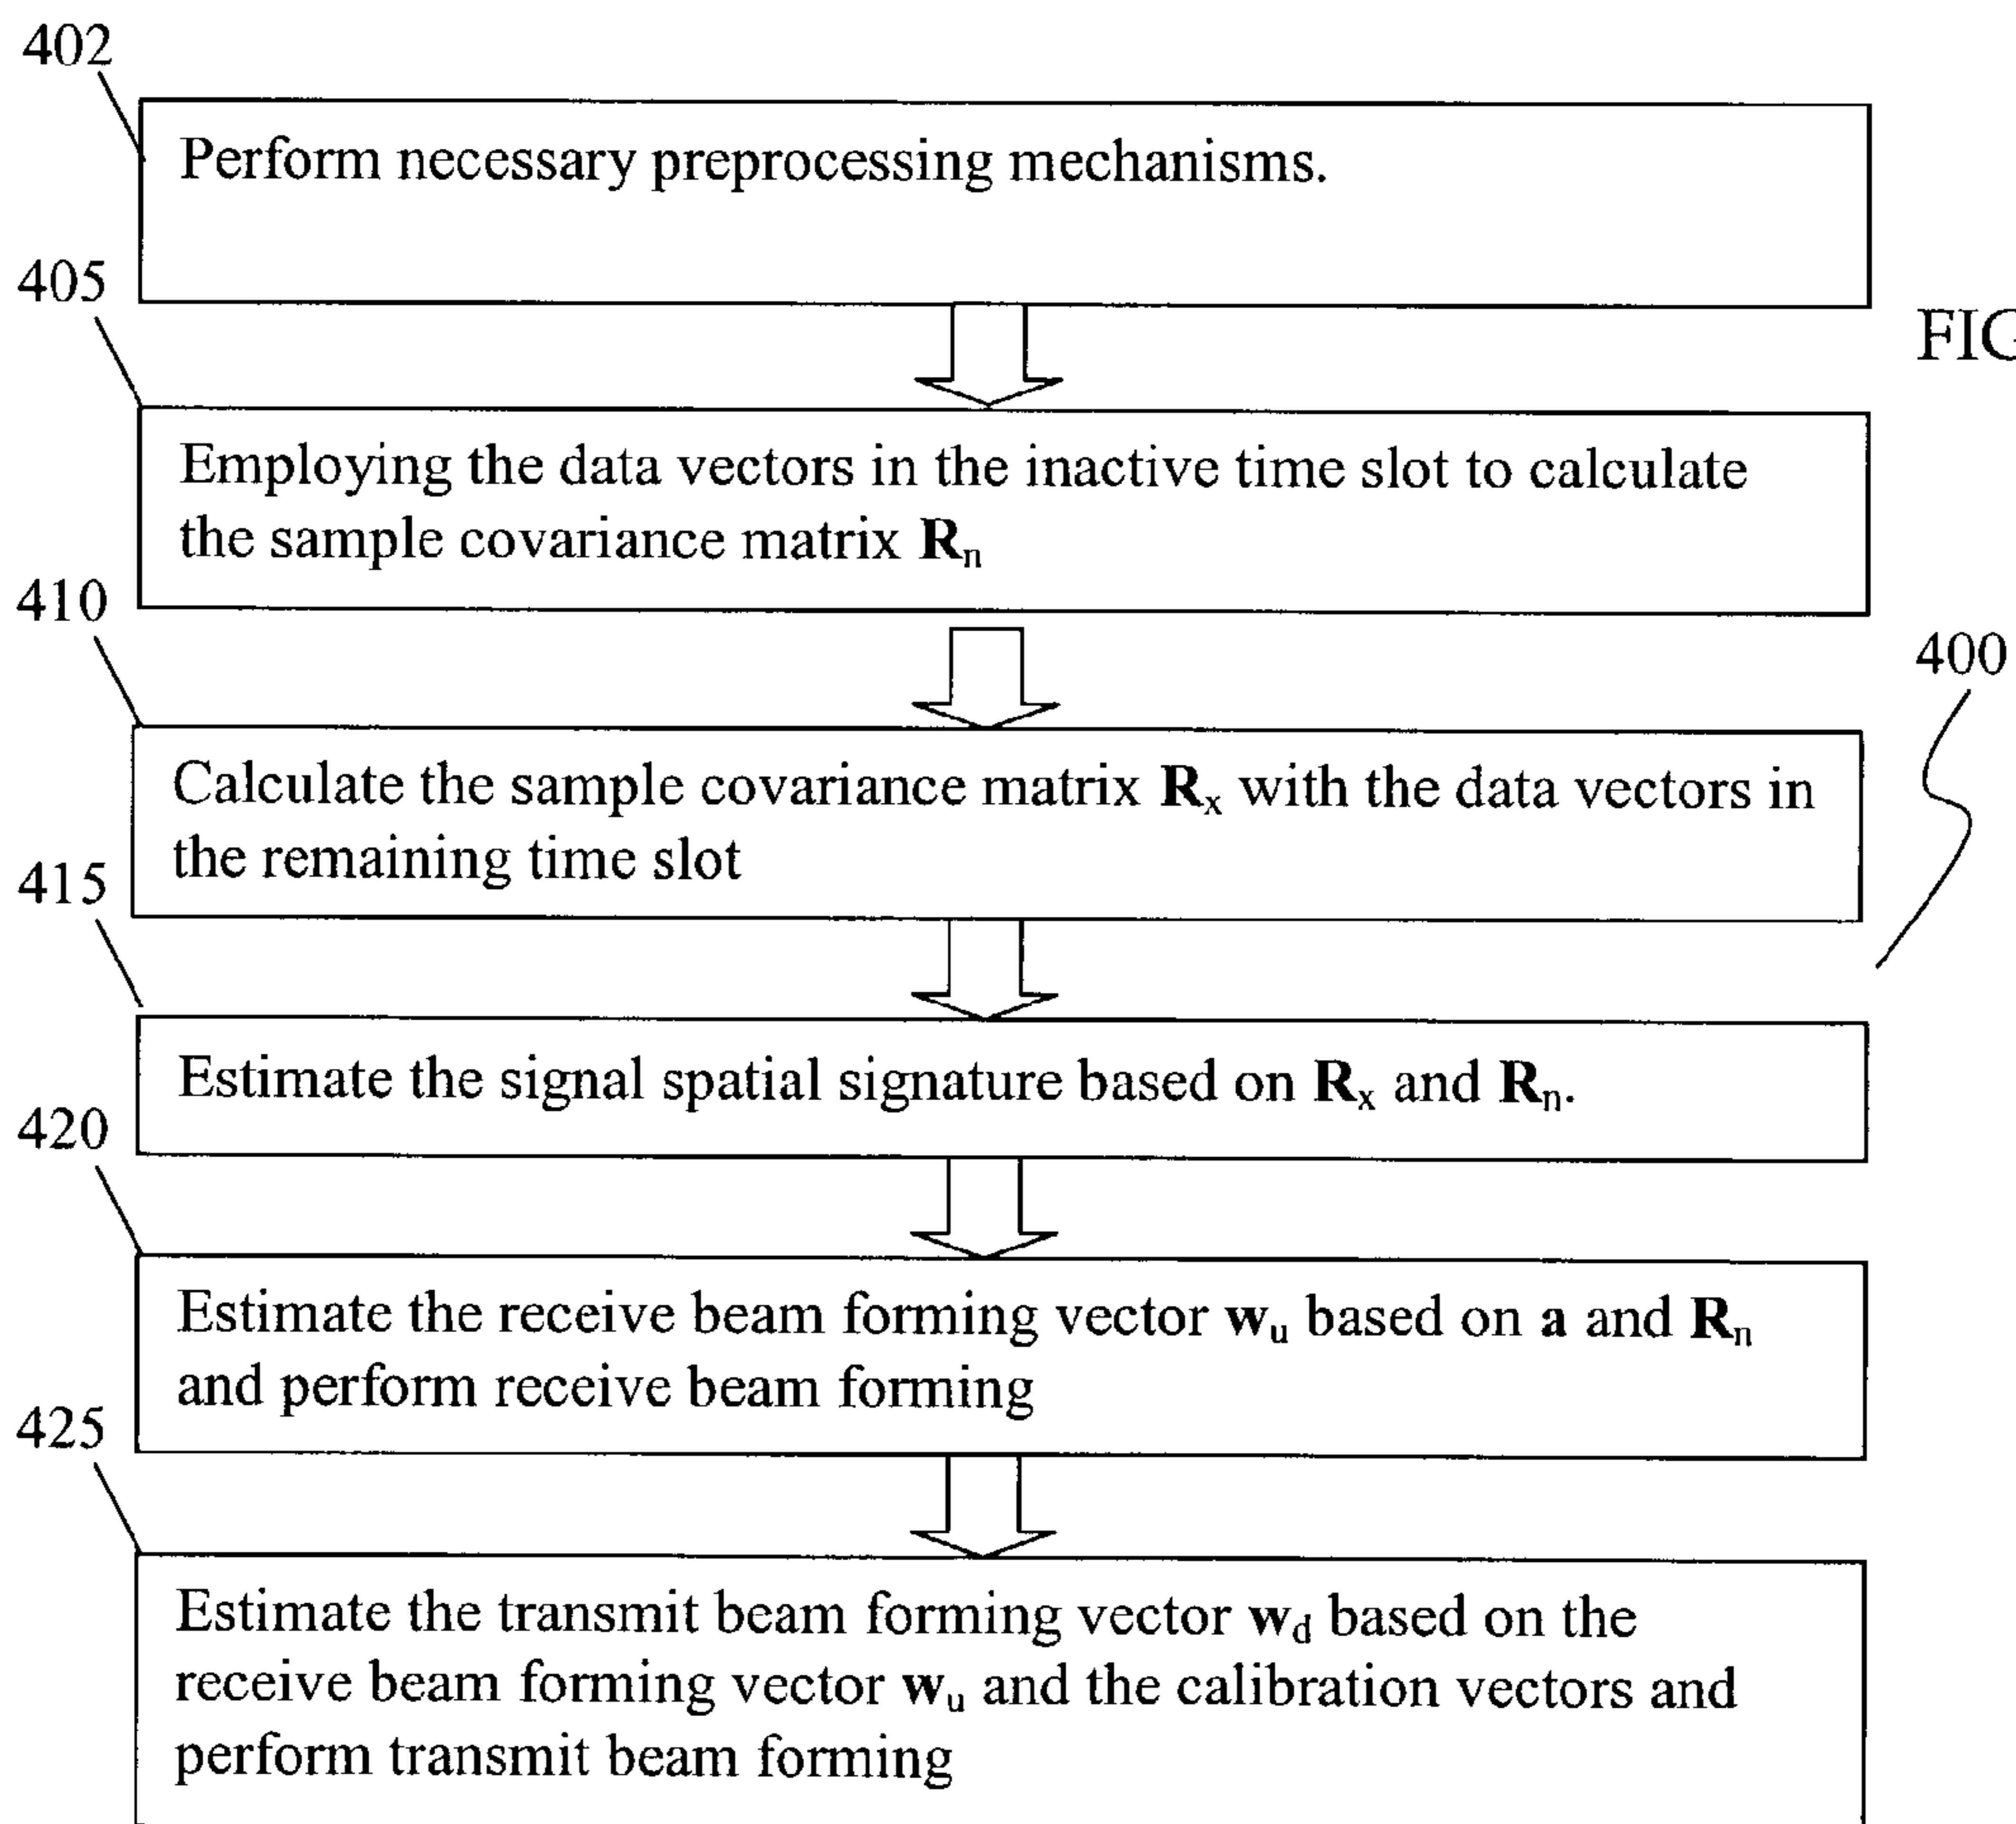 402
Perform necessary preprocessing mechanisms.
405
FIG
Employing the data vectors in the inactive time slot to calculate
the sample covariance matrix Rn
410
400
Calculate the sample covariance matrix Rx with the data vectors in
the remaining time slot
415
Estimate the signal spatial signature based on Rx and Rn.
420
Estimate the receive beam forming vector wu based on a and Rn
and perform receive beam forming
425
Estimate the transmit beam forming vector wd based on the
receive beam forming vector wu and the calibration vectors and
perform transmit beam forming